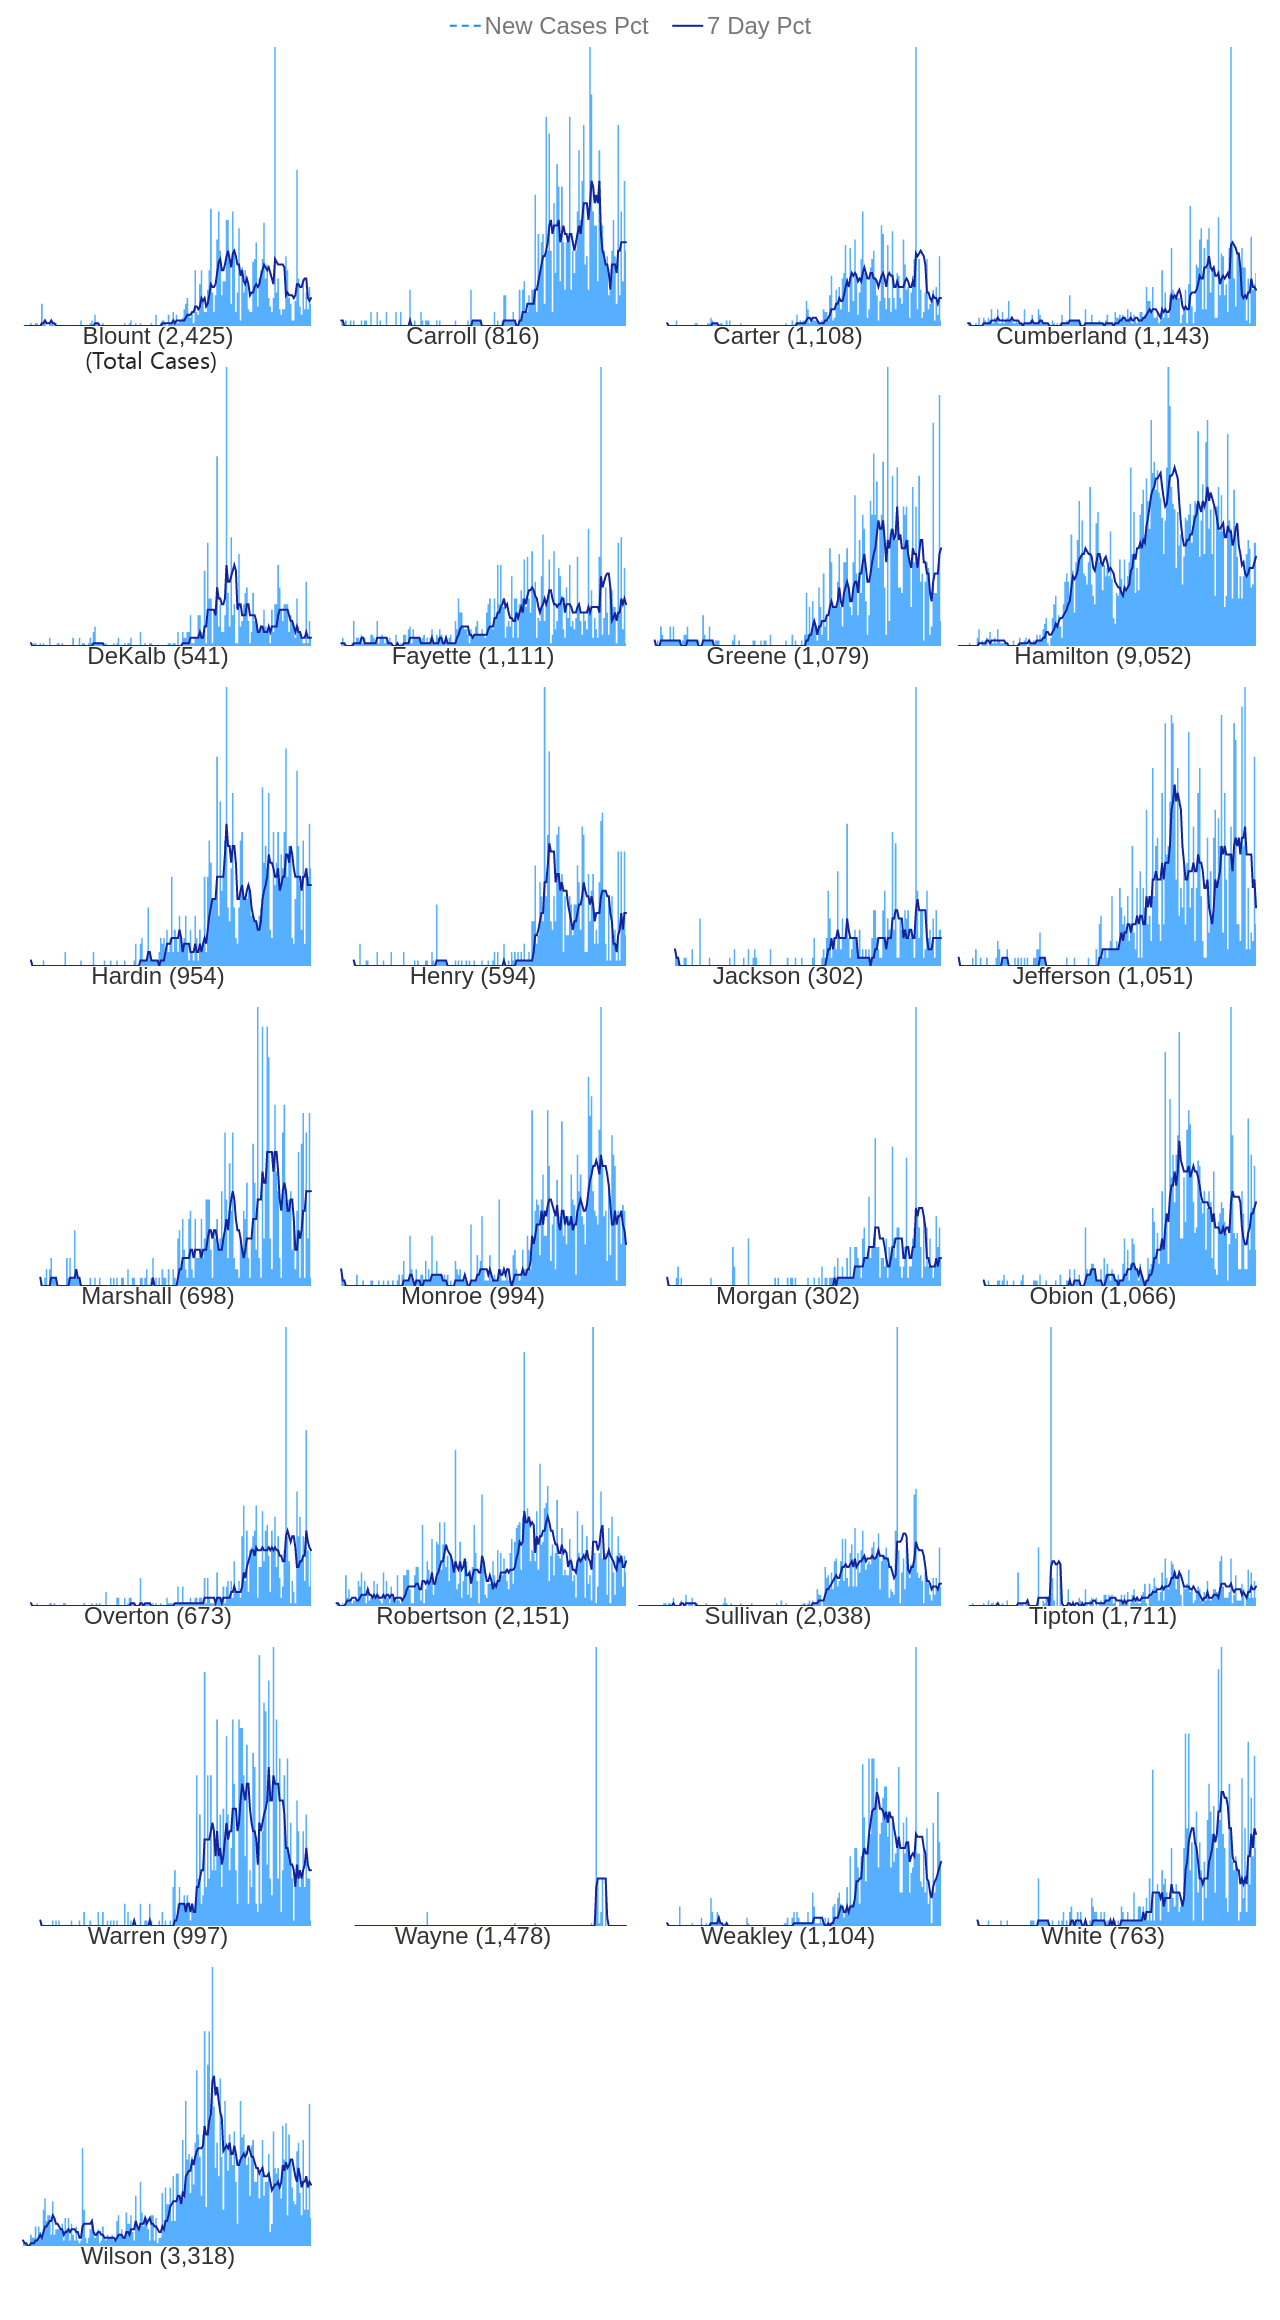 New Cases Pct 7 Day Pct
Blount (2,425) Carroll (816) Carter (1,108) Cumberland (1,143)
(Total Cases)
DeKalb (541) Fayette (1,111) Greene (1,079) Hamilton (9,052)
Hardin (954) Henry (594) Jackson (302) Jefferson (1,051)
Marshall (698) Monroe (994) Morgan (302) Obion (1,066)
Overton (673) Robertson (2,151) Sullivan (2,038) Tipton (1,711)
Warren (997) Wayne (1,478) Weakley (1,104) White (763)
Wilson (3,318)